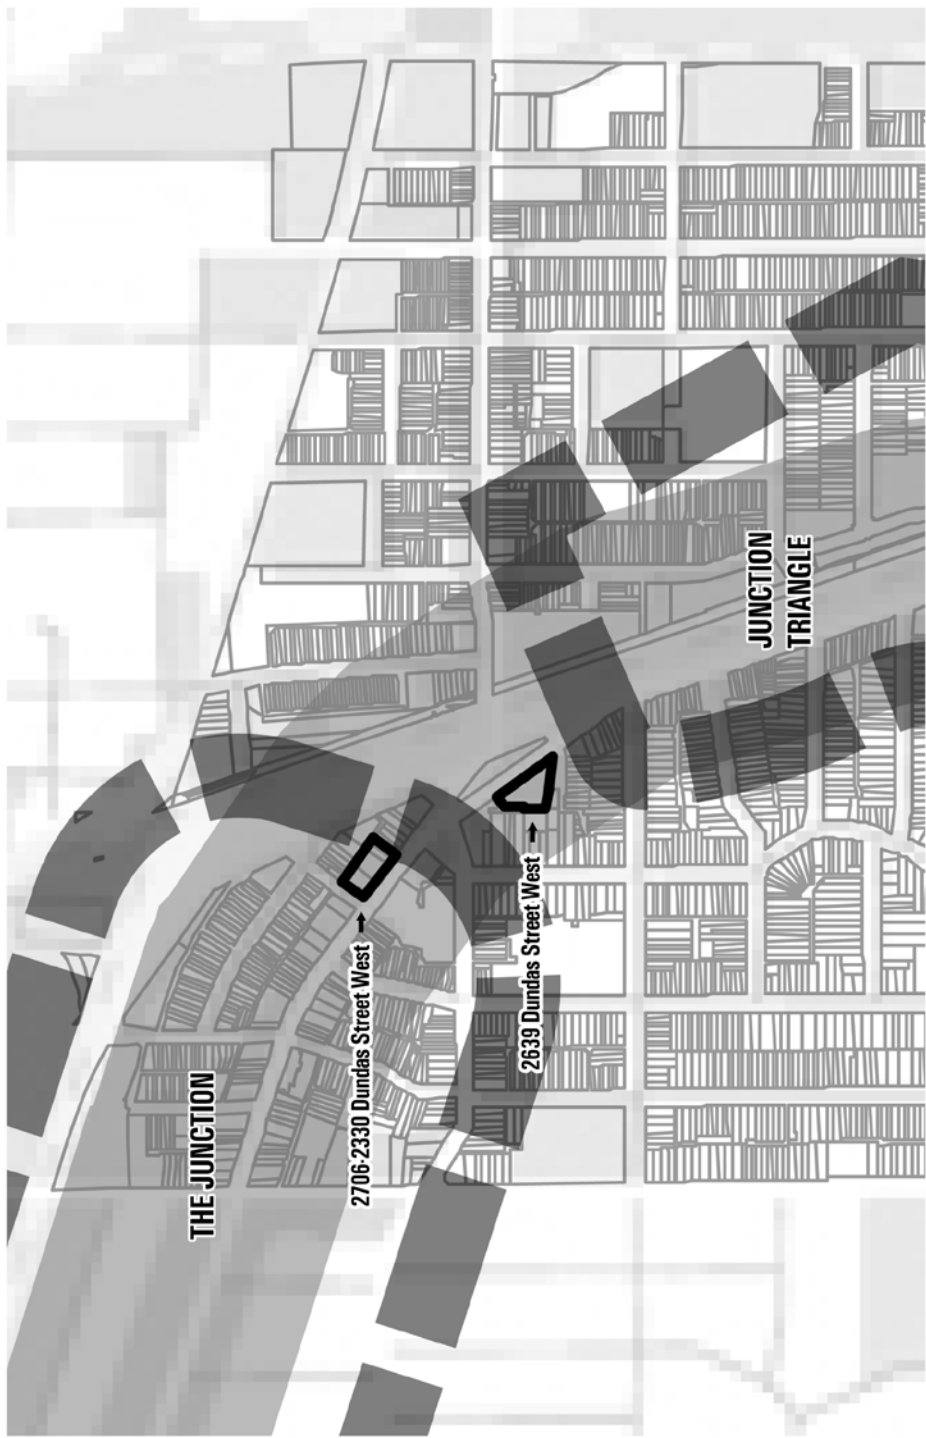 THE JUNCTION
2706-2330 Dundas Street West
2639 Dundas Street West
JUNCTION
TRIANGLE